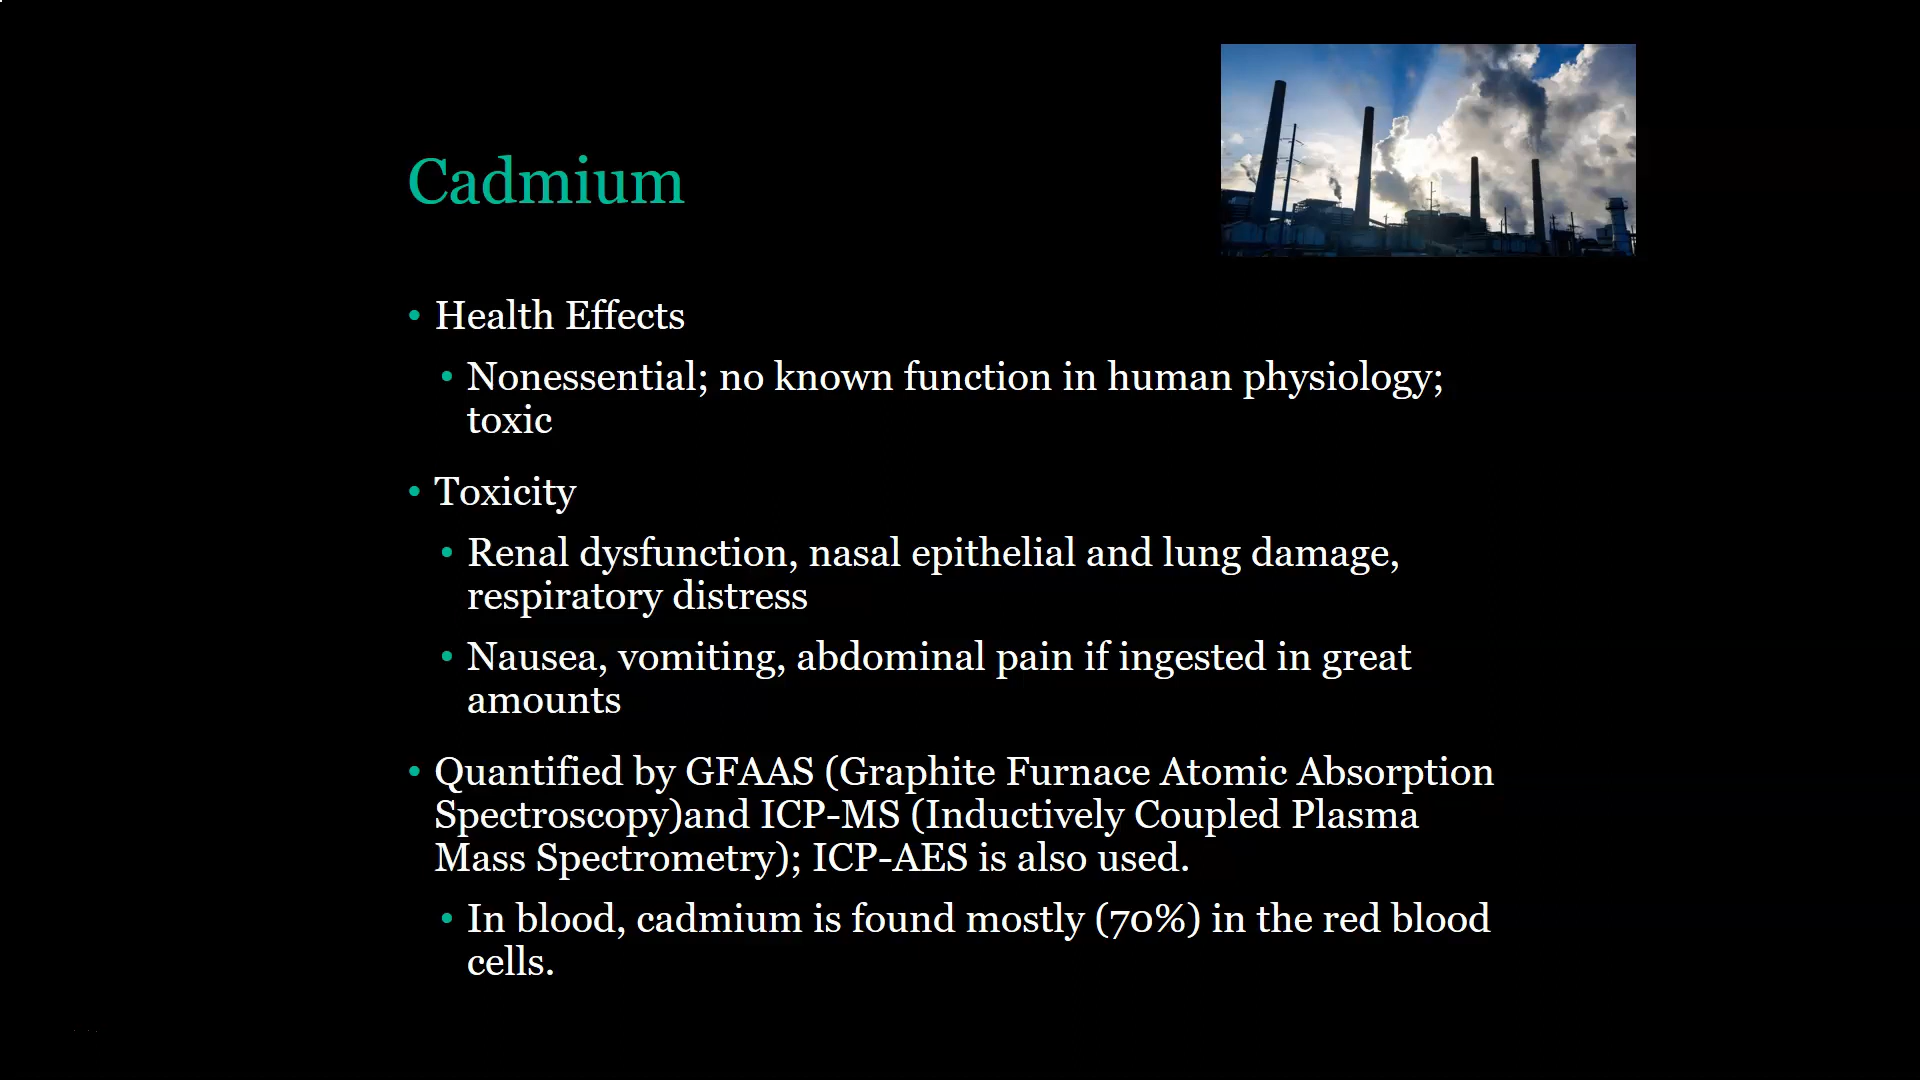 Cadmium
• Health Effects
• Nonessential; no known function in human physiology;
toxic
• Toxicity
• Renal dysfunction, nasal epithelial and lung damage,
respiratory distress
• Nausea, vomiting, abdominal pain if ingested in great
amounts
• Quantified by GFAAS (Graphite Furnace Atomic Absorption
Spectroscopy)and ICP-MS (Inductively Coupled Plasma
Mass Spectrometry); ICP-AES is also used.
• In blood, cadmium is found mostly (70%) in the red blood
cells.